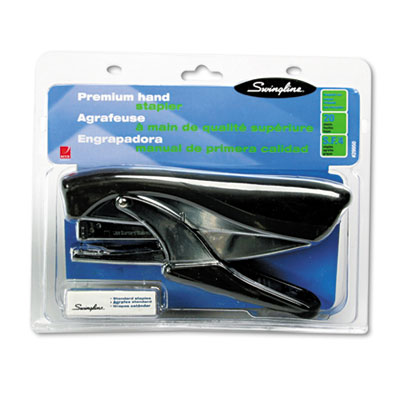 Swingline
Premium hand
stapler
Agrafeuse
à main de qualité supérieure
Engrapadora
manual de primera calidad
20
Swingline
• Standard staples
• Agrafes standard
• Grapas estándar